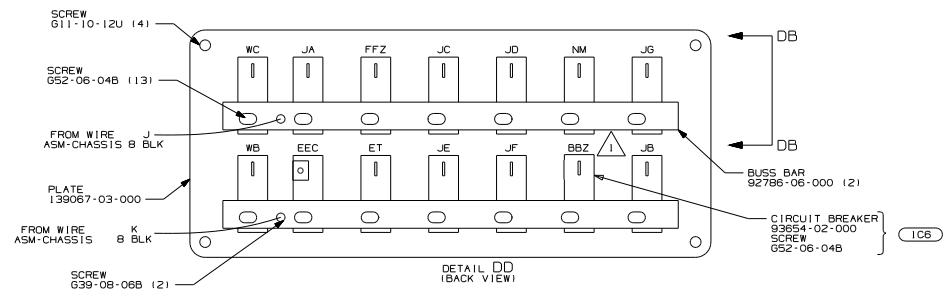 SCREW
G11-10-12U (4)
WC JA FFZ JC JD NM JG
DB
SCREW
G52-06-04B (13)
FROM WIRE J
ASM-CHASSIS 8 BLK
1
DB
WB EEC ET JE JF BBZ JB
BUSS BAR
92786-06-000 (2)
PLATE
139067-03-000
CIRCUIT BREAKER
93654-02-000
SCREW
G52-06-04B
1C6
FROM WIRE K
ASM-CHASSIS 8 BLK
SCREW
G39-08-06B (2)
DETAIL DD
(BACK VIEW)